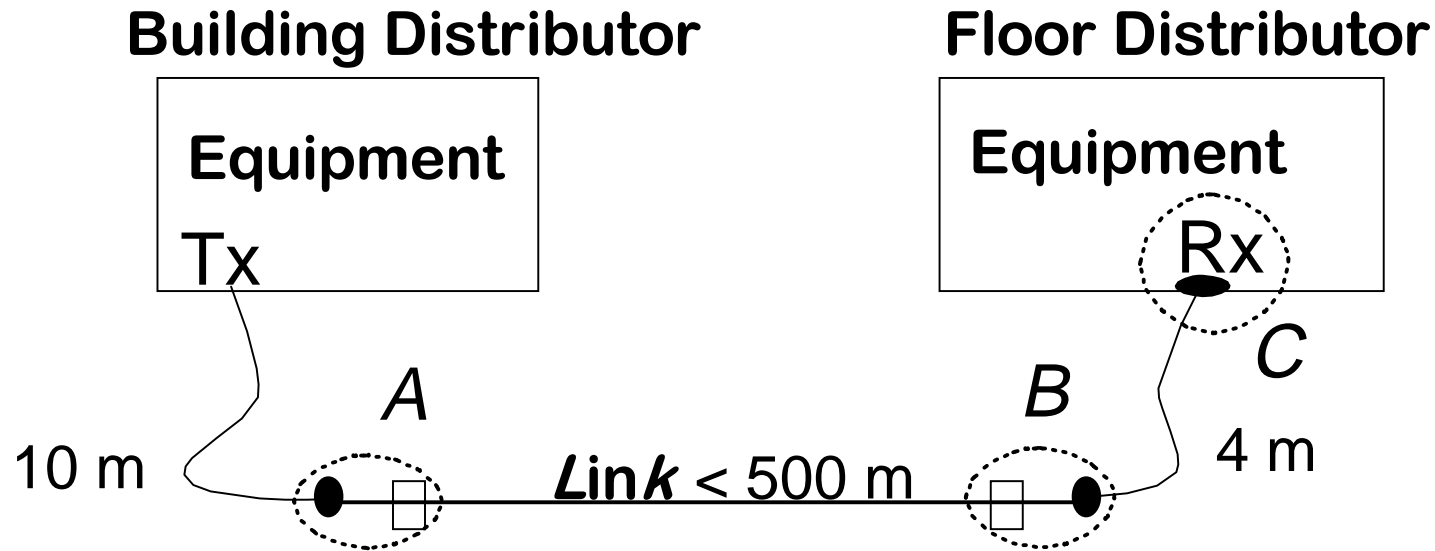 Building Distributor
Floor Distributor
Equipment
Equipment
Tx
Rx
C
A
B
10 m
Link < 500 m
4 m